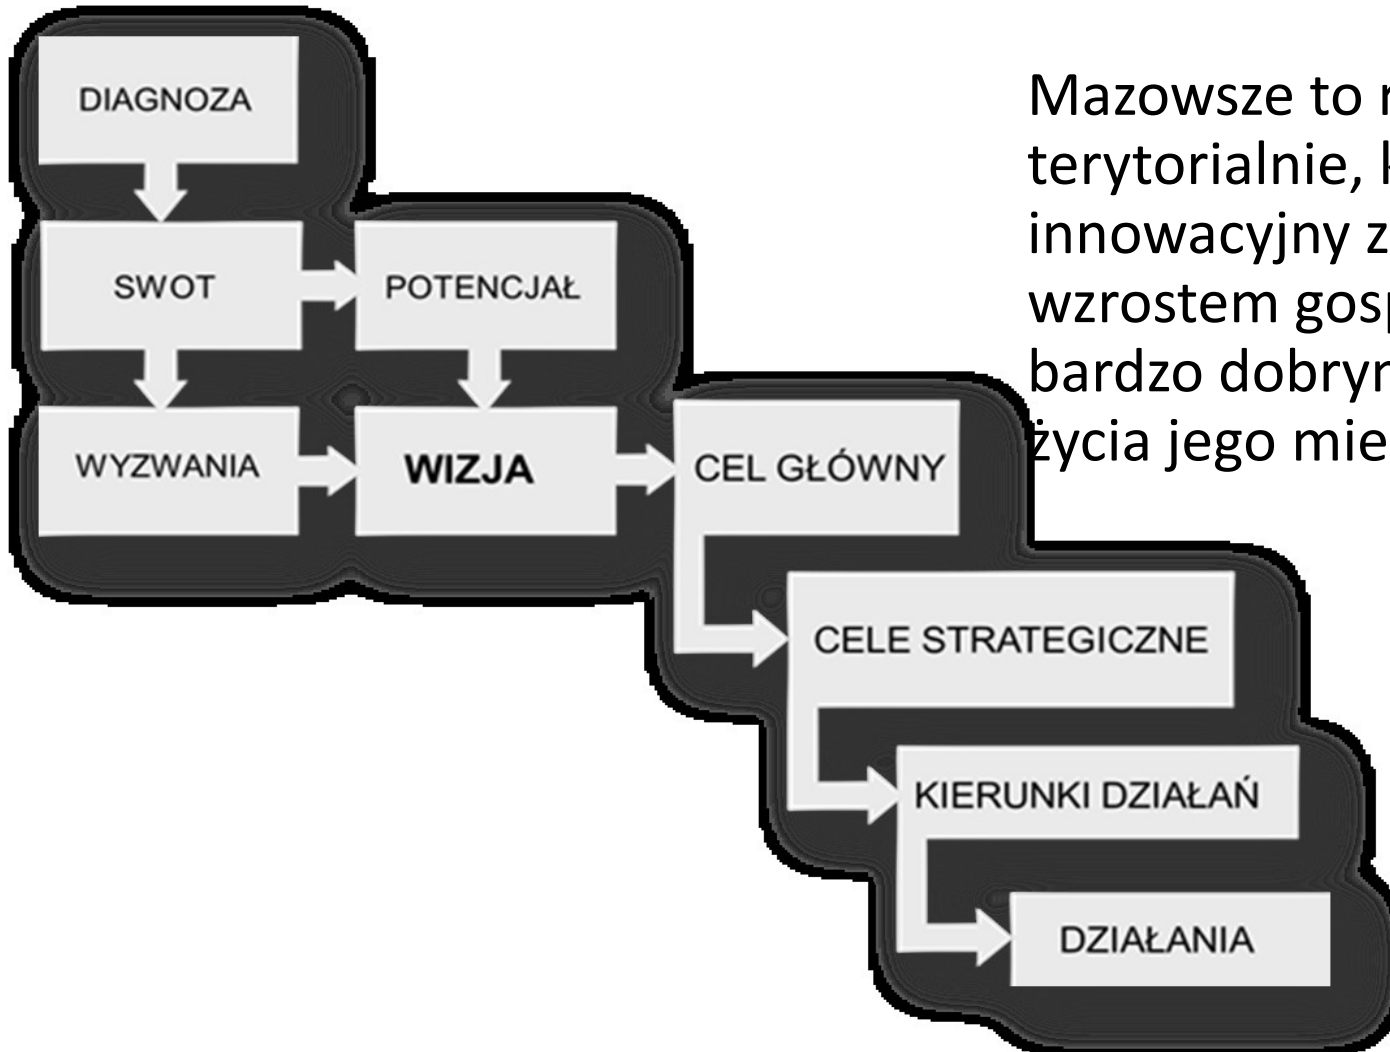 DIAGNOZA
SWOT
POTENCJAŁ
WYZWANIA
WIZJA
CEL GŁÓWNY
CELE STRATEGICZNE
KIERUNKI DZIAŁAŃ
DZIAŁANIA
Mazowsze to
terytorialnie,
innowacyjny
wzrostem
bardzo
życia jego